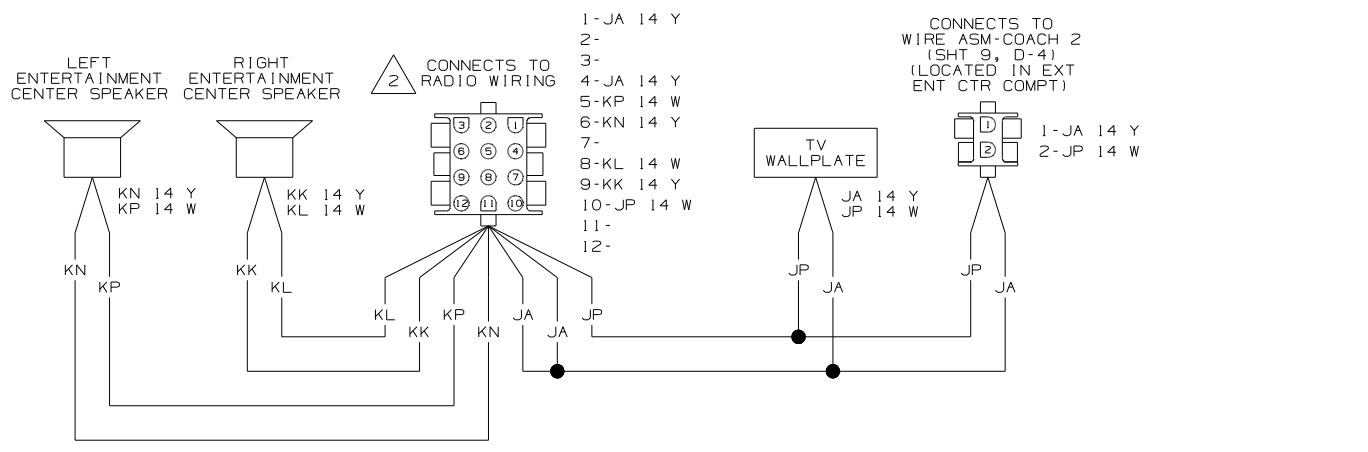 LEFT
ENTERTAINMENT
CENTER SPEAKER
KN 14 Y
KP 14 W
RIGHT
ENTERTAINMENT
CENTER SPEAKER
KK 14 Y
KL 14 W
2
CONNECTS TO
RADIO WIRING
3 2 1
6 5 4
9 8 7
12 11 10
1-JA 14 Y
2-
3-
4-JA 14 Y
5-KP 14 W
6-KN 14 Y
7-
8-KL 14 W
9-KK 14 Y
10-JP 14 W
11-
12-
TV
WALLPLATE
JA 14 Y
JP 14 W
CONNECTS TO
WIRE ASM-COACH 2
(SHT 9, D-4)
(LOCATED IN EXT
ENT CTR COMPT)
1
2
1-JA 14 Y
2-JP 14 W
KN
KP
KK
KL
KL
KK
KP
KN
JA
JA
JP
JP
JA
JP
JA